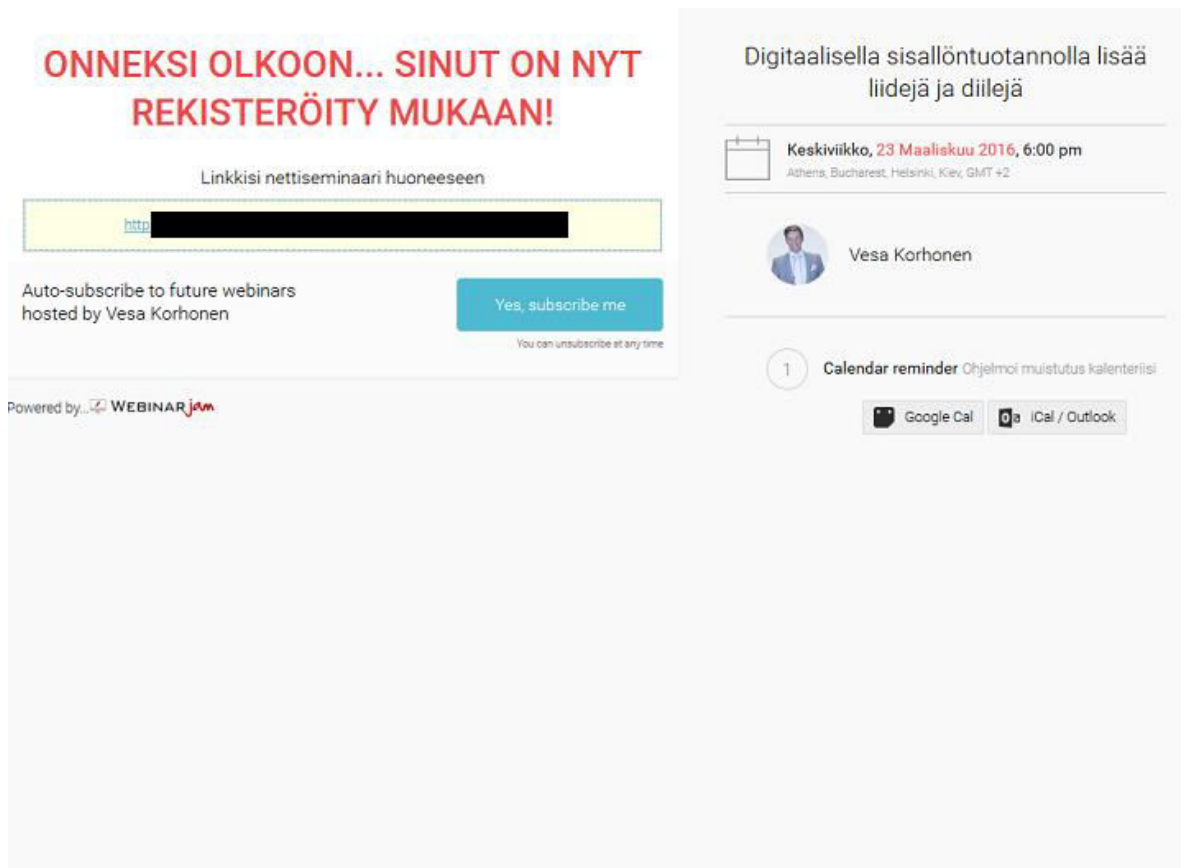 ONNEKSI OLKOON... SINUT ON NYT
REKISTERÖITY MUKAAN!
Linkkisi nettiseminaari huoneeseen
http
Auto-subscribe to future webinars
hosted by Vesa Korhonen
Yes, subscribe me
You can unsubscribe at any time
Powered by... WEBINARjam
Digitaalisella sisallöntuotannolla lisää
liidejä ja diilejä
Keskiviikko, 23 Maaliskuu 2016, 6:00 pm
Athens, Bucharest, Helsinki, Kiev, GMT +2
Vesa Korhonen
1 Calendar reminder Ohjelmoi muistutus kalenteriisi
Google Cal iCal / Outlook